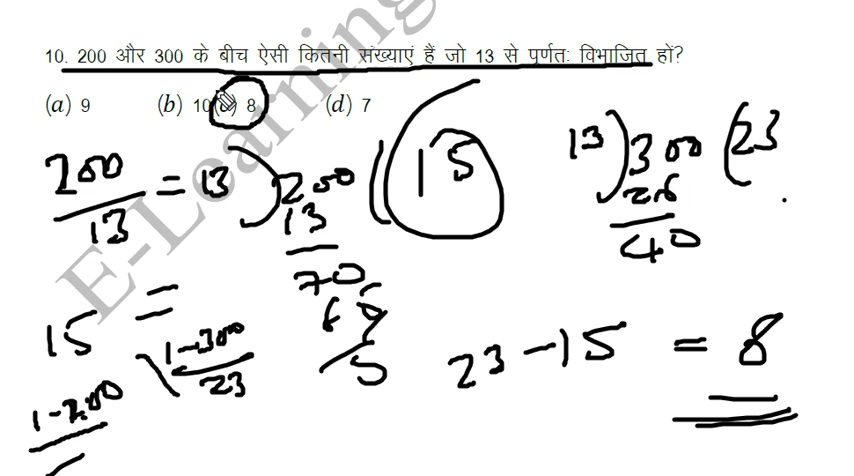 10. 200 और 300 के बीच ऐसी कितनी संख्याएं हैं जो 13 से पूर्णतः विभाजित हों?
(a) 9 (b) 10 (c) 8 (d) 7
200/13 = 13) 200 (15
13
70
65
5
13) 300 (23
26
40
15 =
1-200
1-300
23
23-15 = 8
E-Learning